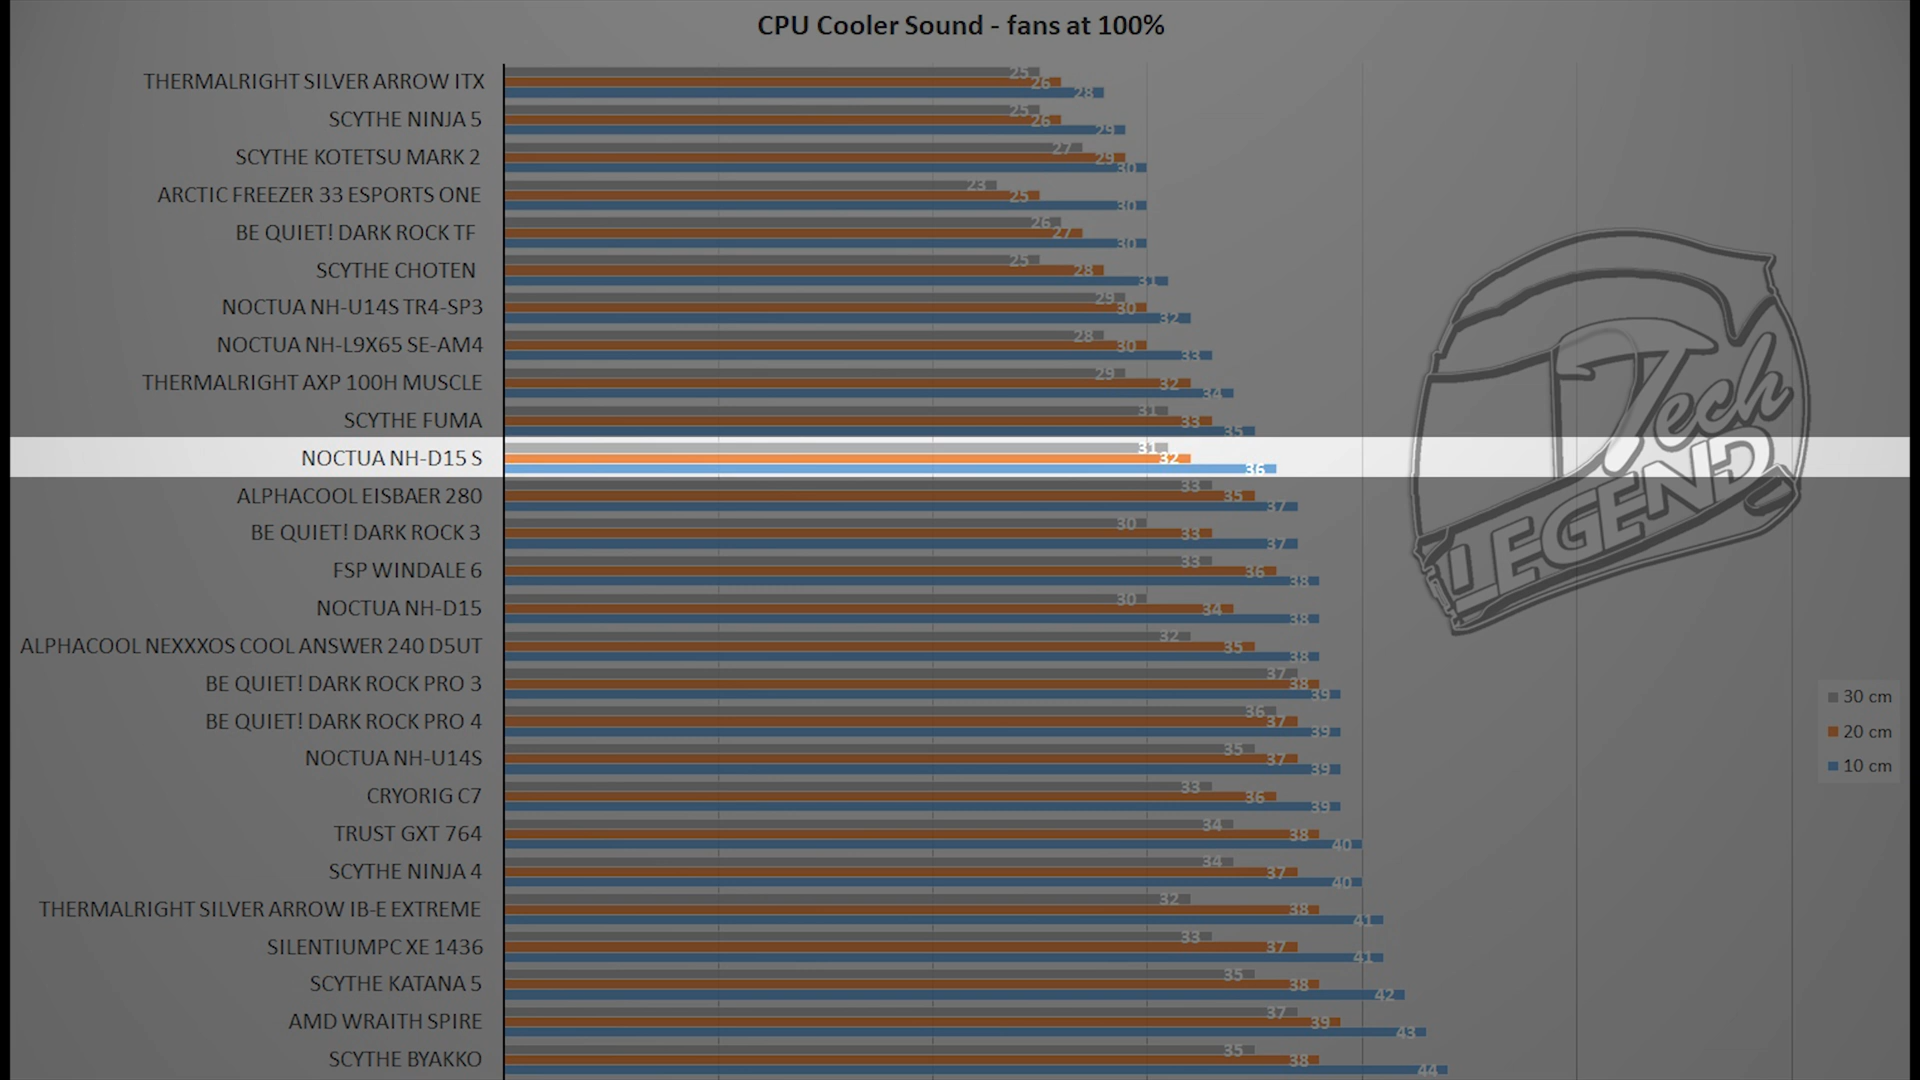 CPU Cooler Sound - fans at 100%
THERMALRIGHT SILVER ARROW ITX 25 26 28
SCYTHE NINJA 5 25 26 29
SCYTHE KOTETSU MARK 2 27 29 30
ARCTIC FREEZER 33 ESPORTS ONE 23 25 30
BE QUIET! DARK ROCK TF 26 27 30
SCYTHE CHOTEN 25 28 31
NOCTUA NH-U14S TR4-SP3 29 30 32
NOCTUA NH-L9X65 SE-AM4 28 30 33
THERMALRIGHT AXP 100H MUSCLE 29 32 34
SCYTHE FUMA 31 33 35
NOCTUA NH-D15 S 31 32 36
ALPHACOOL EISBAER 280 33 35 37
BE QUIET! DARK ROCK 3 30 33 37
FSP WINDALE 6 33 36 38
NOCTUA NH-D15 30 34 38
ALPHACOOL NEXXXOS COOL ANSWER 240 D5UT 32 35 38
BE QUIET! DARK ROCK PRO 3 37 38 39
BE QUIET! DARK ROCK PRO 4 36 37 39
NOCTUA NH-U14S 35 37 39
CRYORIG C7 33 36 39
TRUST GXT 764 34 38 40
SCYTHE NINJA 4 34 37 40
THERMALRIGHT SILVER ARROW IB-E EXTREME 32 38 41
SILENTIUMPC XE 1436 33 37 41
SCYTHE KATANA 5 35 38 42
AMD WRAITH SPIRE 37 39 43
SCYTHE BYAKKO 35 38 44
Tech
LEGEND
30 cm
20 cm
10 cm